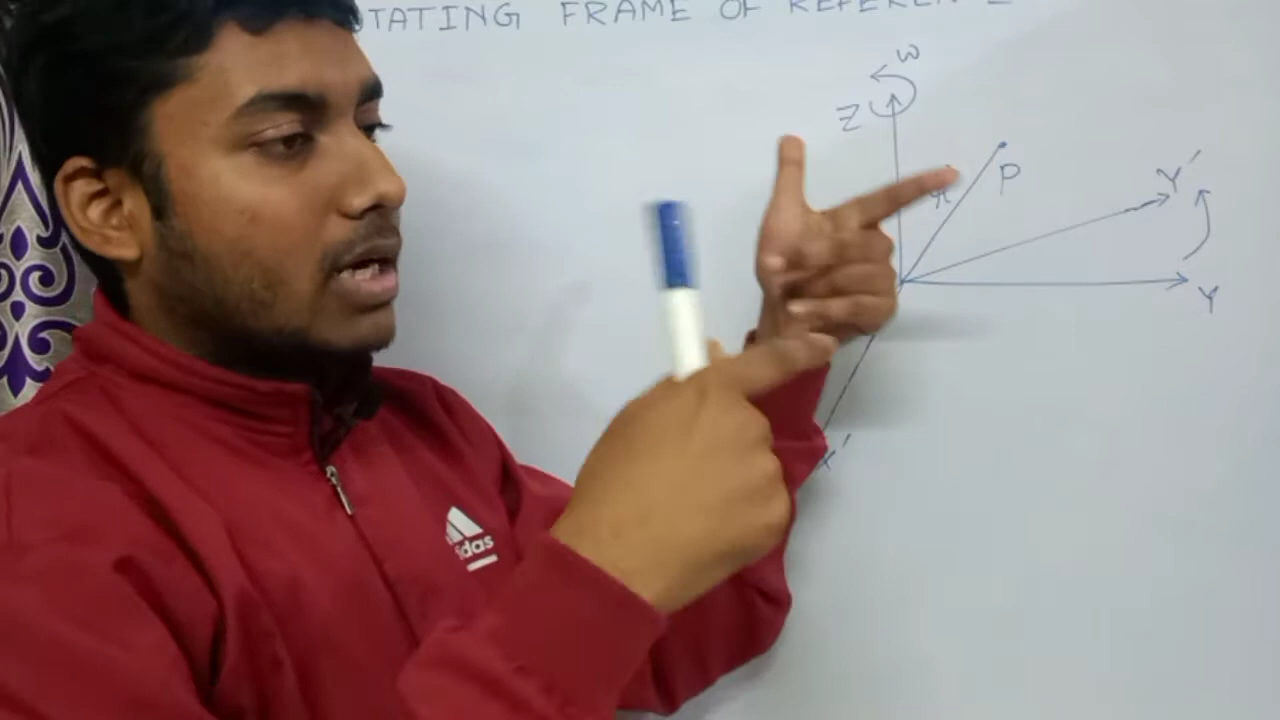 TATING FRAME OF REFEREN
ω
Z
P
r
Y'
Y
X'
adidas